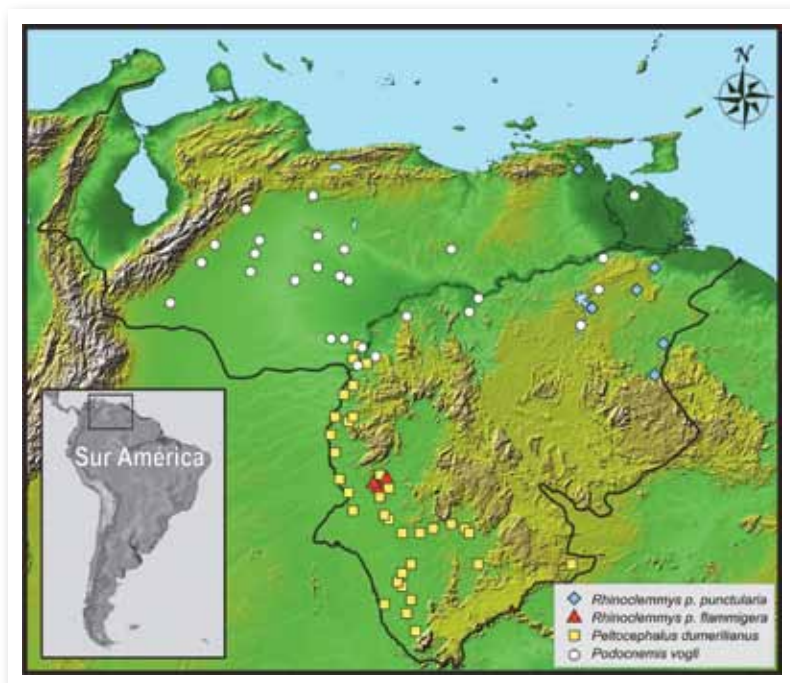 N
Sur América
Rhinoclemmys p. punctularia
Rhinoclemmys p. flammigera
Peltocephalus dumerilianus
Podocnemis vogli